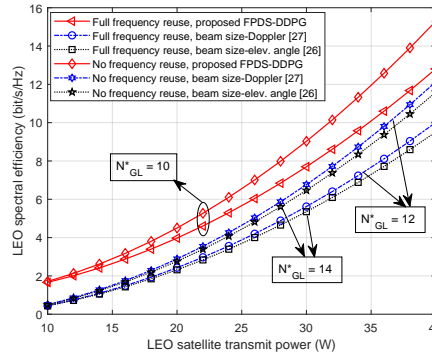 16
14
12
10
8
6
4
2
0
LEO spectral efficiency (bit/s/Hz)
Full frequency reuse, proposed FPDS-DDPG
Full frequency reuse, beam size-Doppler [27]
Full frequency reuse, beam size-elev. angle [26]
No frequency reuse, proposed FPDS-DDPG
No frequency reuse, beam size-Doppler [27]
No frequency reuse, beam size-elev. angle [26]
N*GL = 10
N*GL = 12
N*GL = 14
10 15 20 25 30 35 40
LEO satellite transmit power (W)